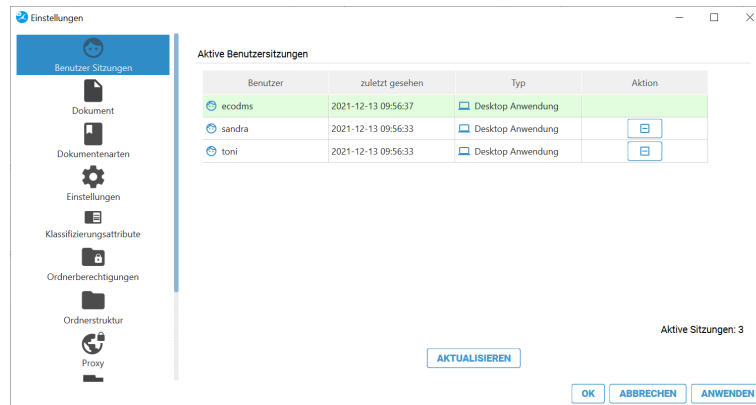 Einstellungen
Benutzer Sitzungen
Dokument
Dokumentenarten
Einstellungen
Klassifizierungsattribute
Ordnerberechtigungen
Ordnerstruktur
Proxy
Aktive Benutzersitzungen
Benutzer zuletzt gesehen Typ Aktion
ecodms 2021-12-13 09:56:37 Desktop Anwendung
sandra 2021-12-13 09:56:33 Desktop Anwendung
toni 2021-12-13 09:56:33 Desktop Anwendung
Aktive Sitzungen: 3
AKTUALISIEREN
OK ABBRECHEN ANWENDEN